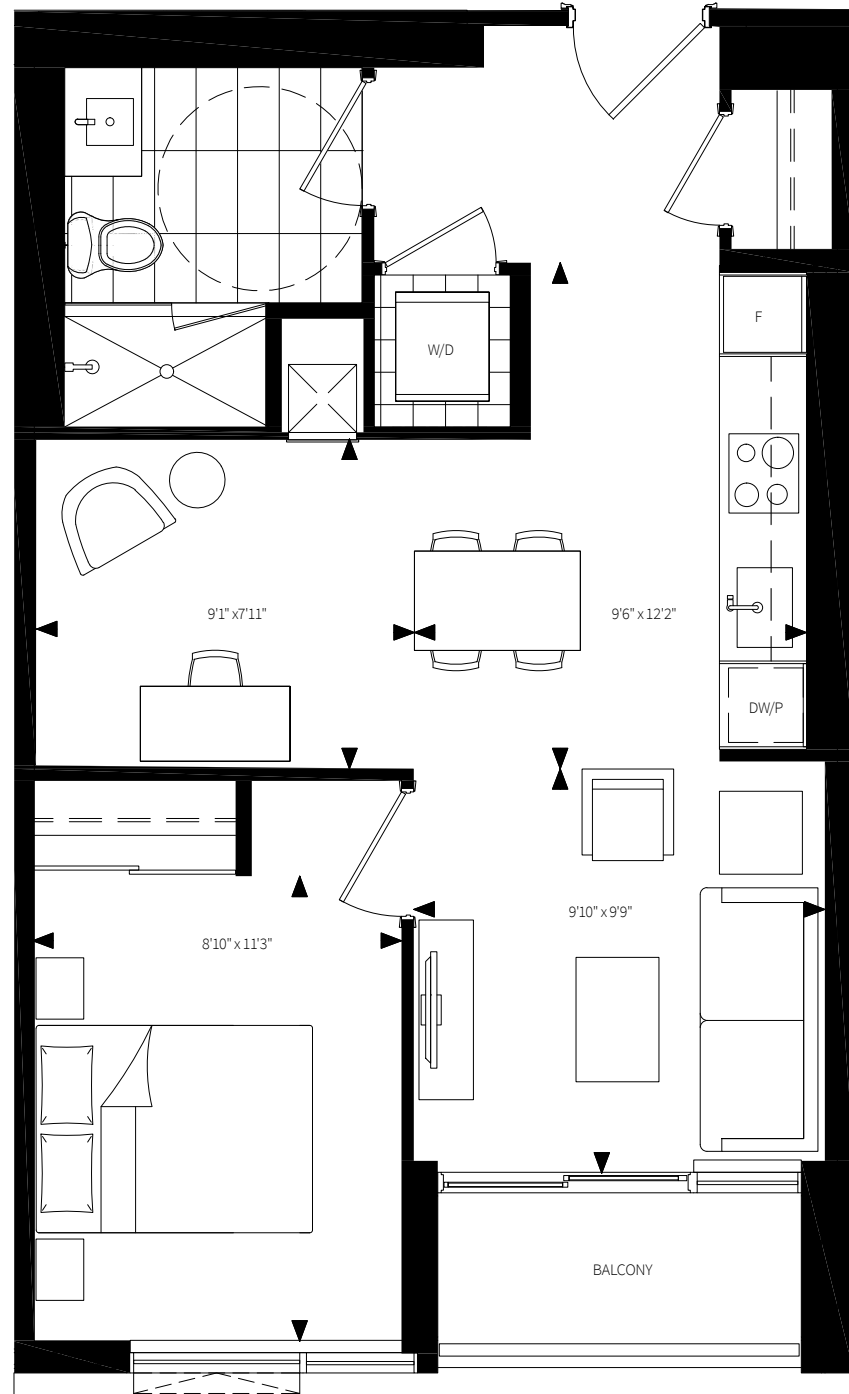 F
W/D
9'1" x7'11"
9'6" x 12'2"
DW/P
9'10" x 9'9"
8'10" x 11'3"
BALCONY